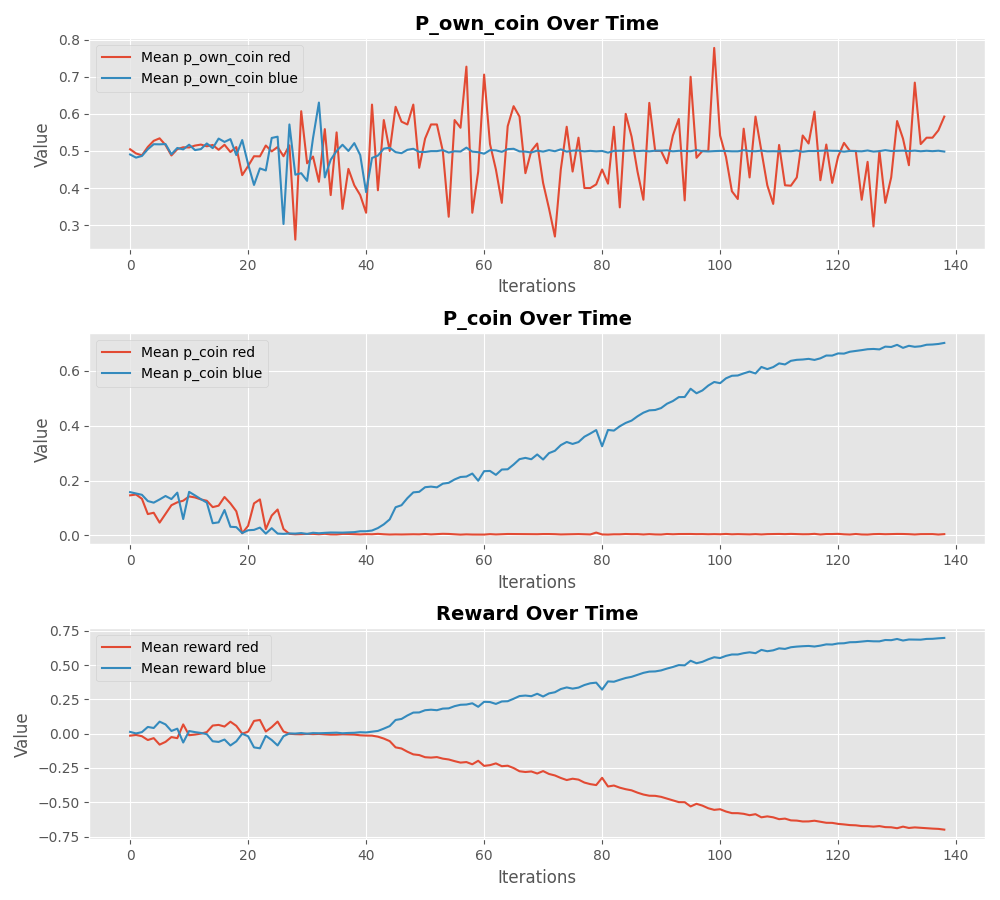 P_own_coin Over Time
Mean p_own_coin red
Mean p_own_coin blue
Value
0.8
0.7
0.6
0.5
0.4
0.3
0 20 40 60 80 100 120 140
Iterations
P_coin Over Time
Mean p_coin red
Mean p_coin blue
Value
0.6
0.4
0.2
0.0
0 20 40 60 80 100 120 140
Iterations
Reward Over Time
Mean reward red
Mean reward blue
Value
0.75
0.50
0.25
0.00
−0.25
−0.50
−0.75
0 20 40 60 80 100 120 140
Iterations